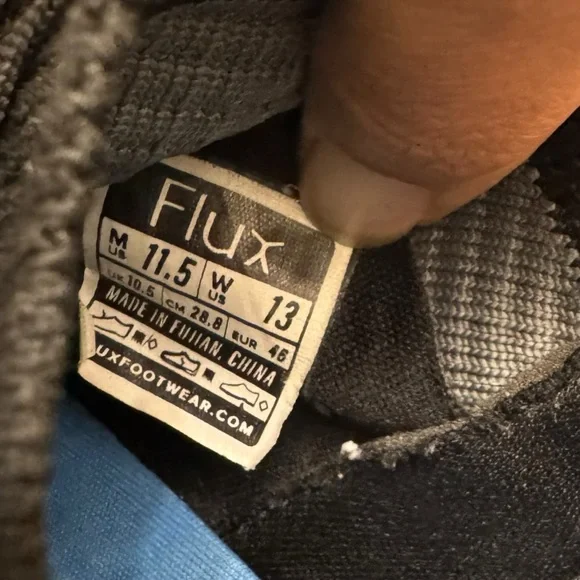 Flux
M US 11.5 W US 13
UK 10.5 CM 28.8 EUR 46
MADE IN FUJIAN, CHINA
UXFOOTWEAR.COM